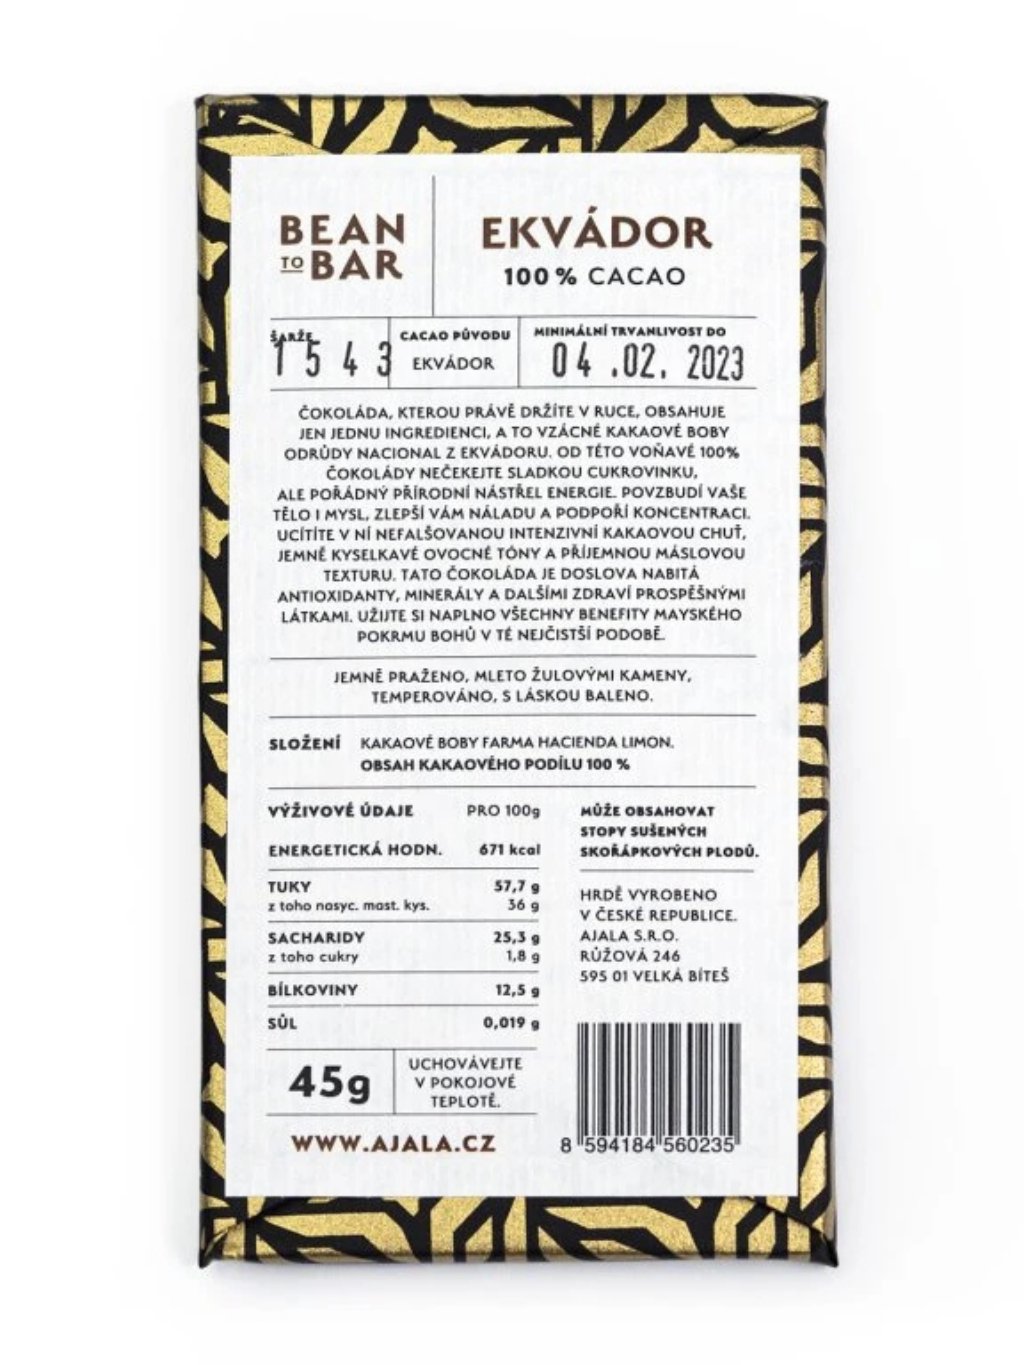 BEAN
TO BAR
EKVÁDOR
100 % CACAO
ŠARŽE
1543
CACAO PŮVODU
EKVÁDOR
MINIMÁLNÍ TRVANLIVOST DO
04.02.2023
ČOKOLÁDA, KTEROU PRÁVĚ DRŽÍTE V RUCE, OBSAHUJE
JEN JEDNU INGREDIENCI, A TO VZÁCNÉ KAKAOVÉ BOBY
ODRŮDY NACIONAL Z EKVÁDORU. OD TÉTO VOŇAVÉ 100%
ČOKOLÁDY NEČEKEJTE SLADKOU CUKROVINKU,
ALE POŘÁDNÝ PŘÍRODNÍ NÁSTŘEL ENERGIE. POVZBUDÍ VAŠE
TĚLO I MYSL, ZLEPŠÍ VÁM NÁLADU A PODPOŘÍ KONCENTRACI.
UCÍTÍTE V NÍ NEFALŠOVANOU INTENZIVNÍ KAKAOVOU CHUŤ,
JEMNĚ KYSELKAVÉ OVOCNÉ TÓNY A PŘÍJEMNOU MÁSLOVOU
TEXTURU. TATO ČOKOLÁDA JE DOSLOVA NABITÁ
ANTIOXIDANTY, MINERÁLY A DALŠÍMI ZDRAVÍ PROSPĚŠNÝMI
LÁTKAMI. UŽIJTE SI NAPLNO VŠECHNY BENEFITY MAYSKÉHO
POKRMU BOHŮ V TÉ NEJČISTŠÍ PODOBĚ.
JEMNĚ PRAŽENO, MLETO ŽULOVÝMI KAMENY,
TEMPEROVÁNO, S LÁSKOU BALENO.
SLOŽENÍ KAKAOVÉ BOBY FARMA HACIENDA LIMON.
OBSAH KAKAOVÉHO PODÍLU 100 %
VÝŽIVOVÉ ÚDAJE PRO 100g
ENERGETICKÁ HODN. 671 kcal
TUKY 57,7 g
z toho nasyc. mast. kys. 36 g
SACHARIDY 25,3 g
z toho cukry 1,8 g
BÍLKOVINY 12,5 g
SŮL 0,019 g
45g
UCHOVÁVEJTE
V POKOJOVÉ
TEPLOTĚ.
WWW.AJALA.CZ
MŮŽE OBSAHOVAT
STOPY SUŠENÝCH
SKOŘÁPKOVÝCH PLODŮ.
HRDĚ VYROBENO
V ČESKÉ REPUBLICE.
AJALA S.R.O.
RŮŽOVÁ 246
595 01 VELKÁ BÍTEŠ
8 594184 560235